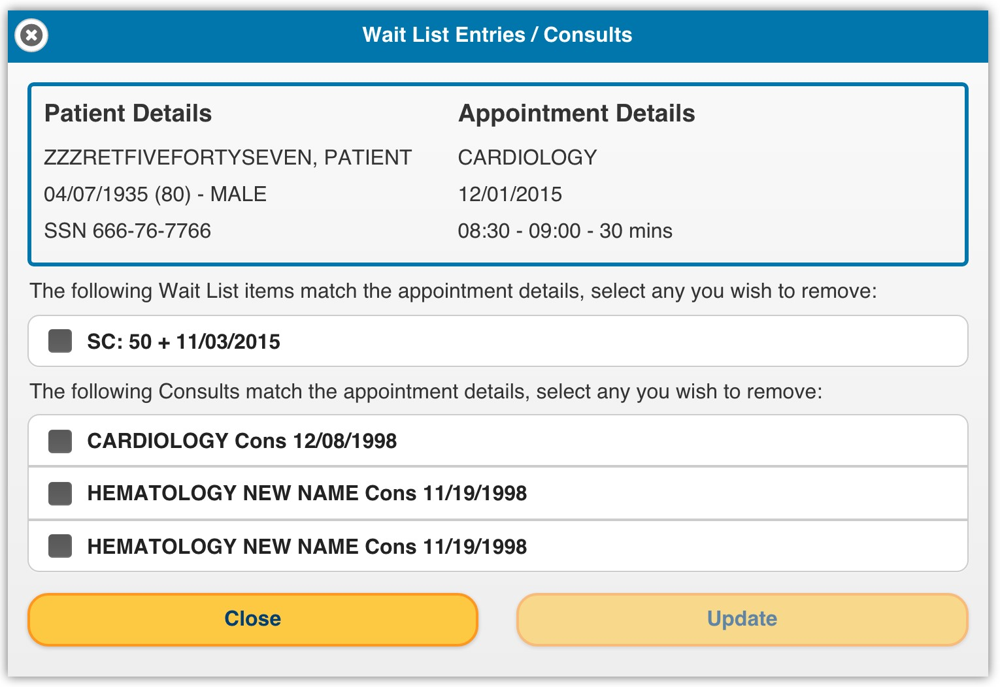 Wait List Entries / Consults
Patient Details
ZZZRETFIVEFORTYSEVEN, PATIENT
04/07/1935 (80) - MALE
SSN 666-76-7766
Appointment Details
CARDIOLOGY
12/01/2015
08:30 - 09:00 - 30 mins
The following Wait List items match the appointment details, select any you wish to remove:
SC: 50 + 11/03/2015
The following Consults match the appointment details, select any you wish to remove:
CARDIOLOGY Cons 12/08/1998
HEMATOLOGY NEW NAME Cons 11/19/1998
HEMATOLOGY NEW NAME Cons 11/19/1998
Close
Update